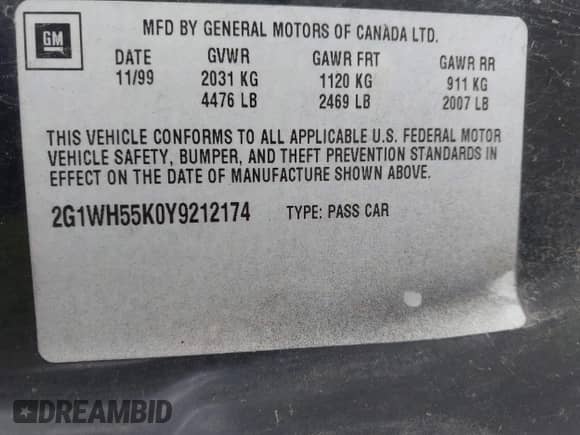 GM
MFD BY GENERAL MOTORS OF CANADA LTD.
DATE GVWR GAWR FRT GAWR RR
11/99 2031 KG 1120 KG 911 KG
4476 LB 2469 LB 2007 LB
THIS VEHICLE CONFORMS TO ALL APPLICABLE U.S. FEDERAL MOTOR
VEHICLE SAFETY, BUMPER, AND THEFT PREVENTION STANDARDS IN
EFFECT ON THE DATE OF MANUFACTURE SHOWN ABOVE.
2G1WH55K0Y9212174 TYPE: PASS CAR
DREAMBID